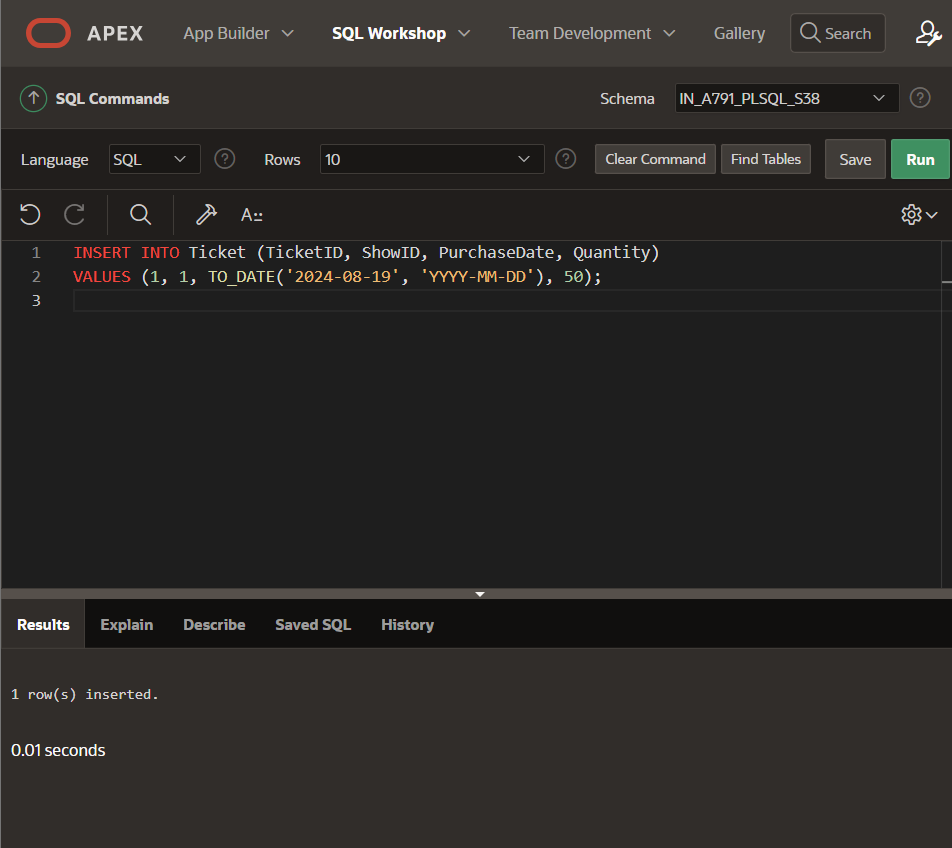 APEX App Builder SQL Workshop Team Development Gallery Search
SQL Commands Schema IN_A791_PLSQL_S38 ?
Language SQL ? Rows 10 ? Clear Command Find Tables Save Run
A::
1 INSERT INTO Ticket (TicketID, ShowID, PurchaseDate, Quantity)
2 VALUES (1, 1, TO_DATE('2024-08-19', 'YYYY-MM-DD'), 50);
3
Results Explain Describe Saved SQL History
1 row(s) inserted.
0.01 seconds